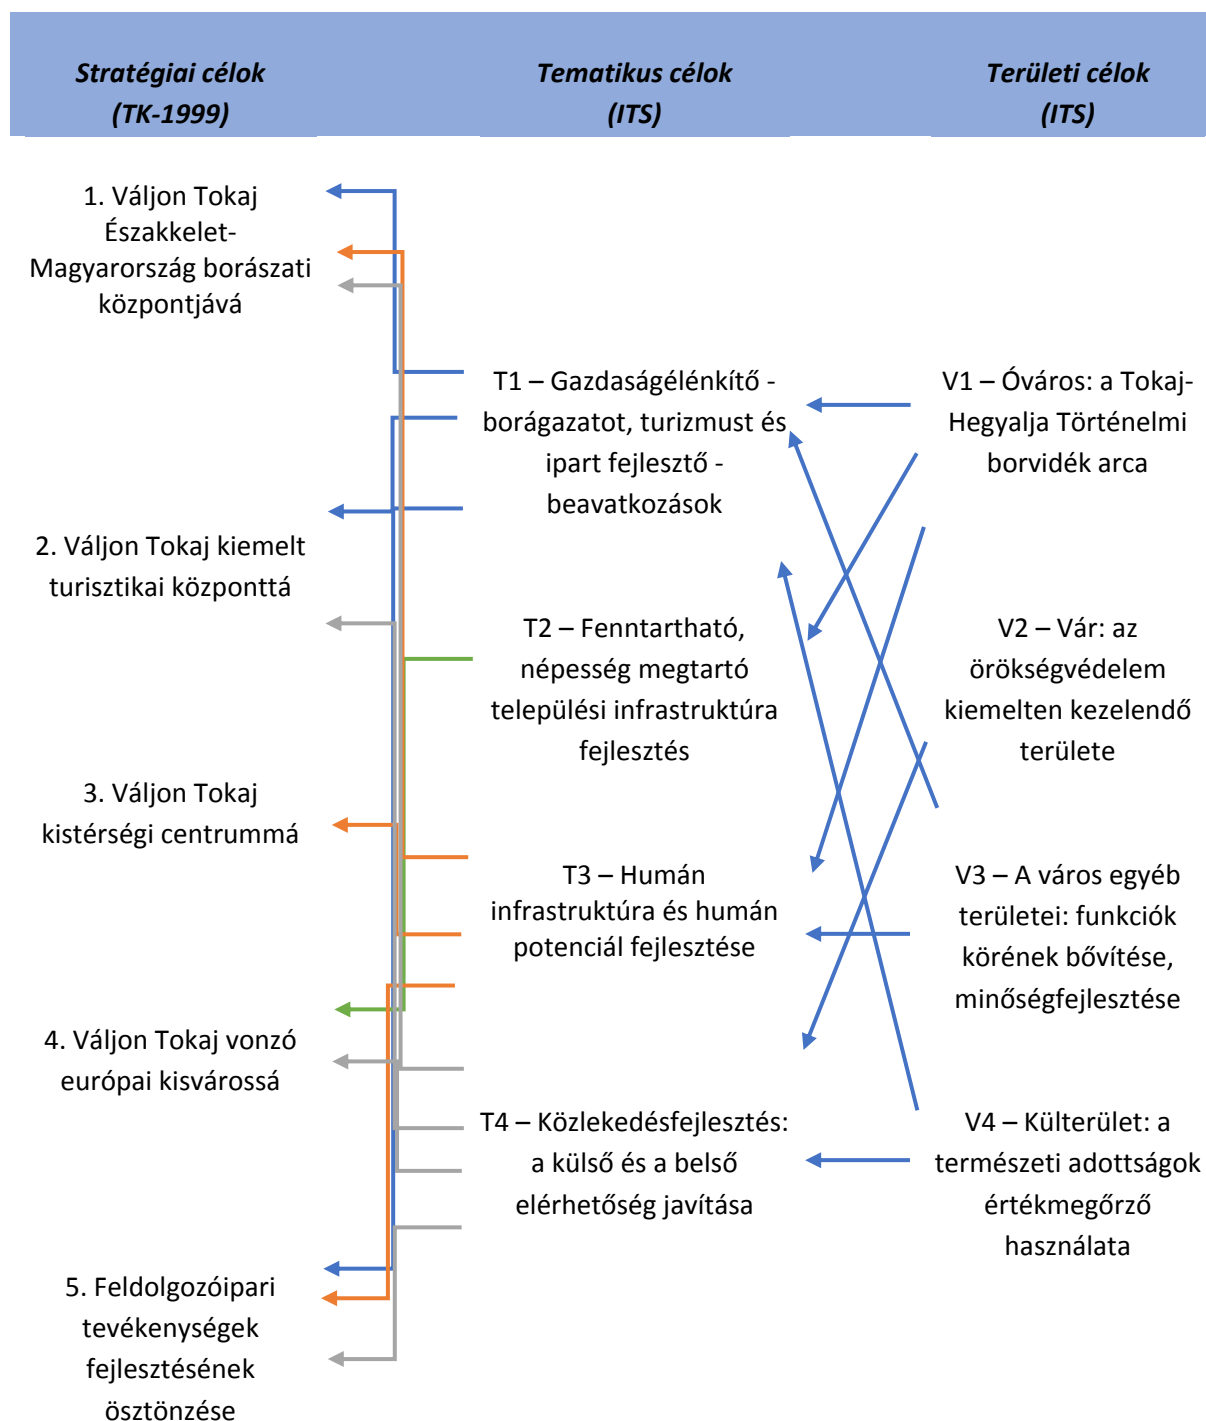 Stratégiai célok
(TK-1999)
Tematikus célok
(ITS)
Területi célok
(ITS)
1. Váljon Tokaj
Északkelet-
Magyarország borászati
központjává
2. Váljon Tokaj kiemelt
turisztikai központtá
3. Váljon Tokaj
kistérségi centrummá
4. Váljon Tokaj vonzó
európai kisvárossá
5. Feldolgozóipari
tevékenységek
fejlesztésének
ösztönzése
T1 – Gazdaságélénkítő -
borágazatot, turizmust és
ipart fejlesztő -
beavatkozások
T2 – Fenntartható,
népesség megtartó
települési infrastruktúra
fejlesztés
T3 – Humán
infrastruktúra és humán
potenciál fejlesztése
T4 – Közlekedésfejlesztés:
a külső és a belső
elérhetőség javítása
V1 – Óváros: a Tokaj-
Hegyalja Történelmi
borvidék arca
V2 – Vár: az
örökségvédelem
kiemelten kezelendő
területe
V3 – A város egyéb
területei: funkciók
körének bővítése,
minőségfejlesztése
V4 – Külterület: a
természeti adottságok
értékmegőrző
használata